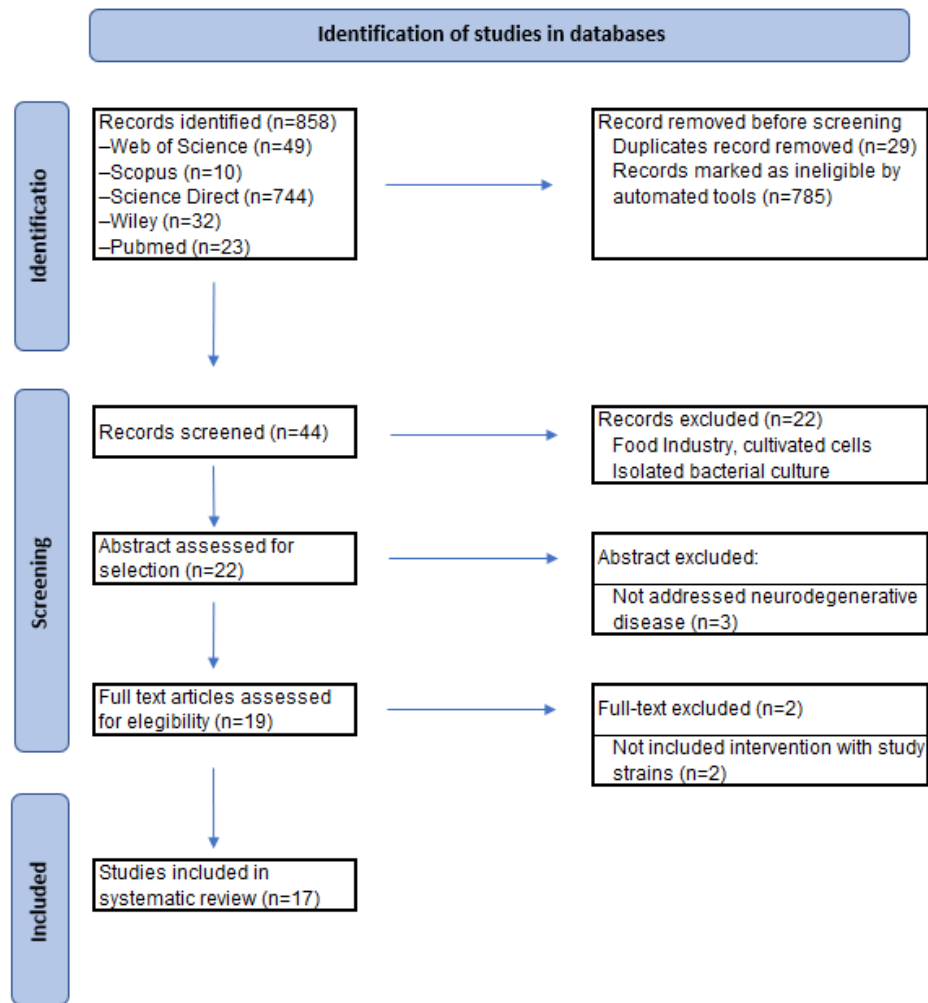 Identification of studies in databases
Identificatio
Records identified (n=858)
–Web of Science (n=49)
–Scopus (n=10)
–Science Direct (n=744)
–Wiley (n=32)
–Pubmed (n=23)
Record removed before screening
Duplicates record removed (n=29)
Records marked as ineligible by
automated tools (n=785)
Screening
Records screened (n=44)
Records excluded (n=22)
Food Industry, cultivated cells
Isolated bacterial culture
Abstract assessed for
selection (n=22)
Abstract excluded:
Not addressed neurodegenerative
disease (n=3)
Full text articles assessed
for elegibility (n=19)
Full-text excluded (n=2)
Not included intervention with study
strains (n=2)
Included
Studies included in
systematic review (n=17)